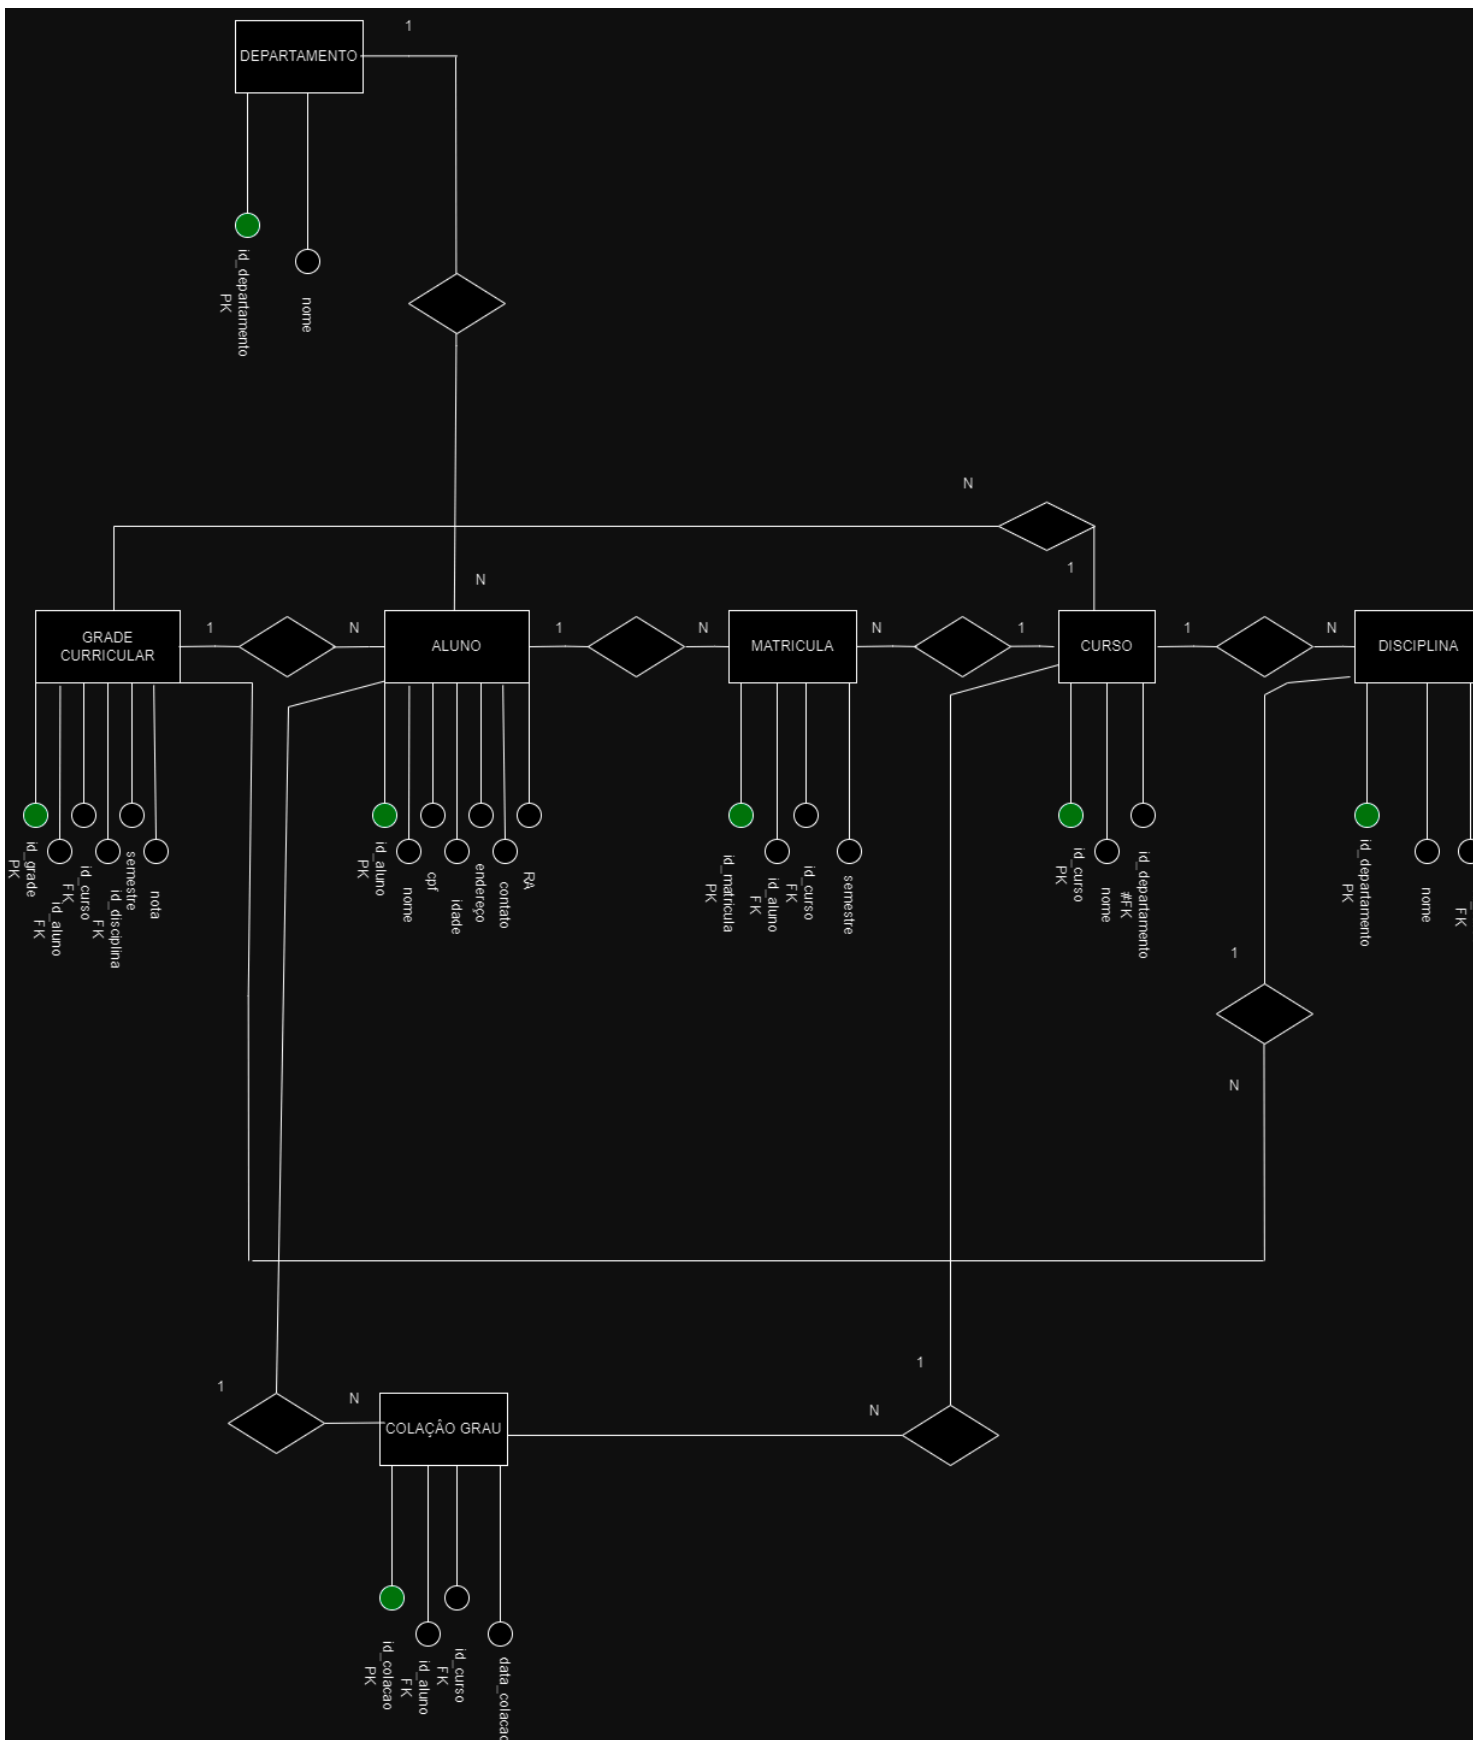 1
DEPARTAMENTO
id_departamento
PK
nome
N
1
N
GRADE
CURRICULAR
1
N
ALUNO
1
N
MATRICULA
N
1
CURSO
1
N
DISCIPLINA
id_grade
PK
id_aluno
FK
id_curso
FK
id_disciplina
FK
semestre
nota
id_aluno
PK
nome
cpf
idade
endereço
contato
RA
id_matricula
PK
id_aluno
FK
id_curso
FK
semestre
id_curso
PK
nome
id_departamento
#FK
id_departamento
PK
nome
FK
1
N
1
N
COLAÇÂO GRAU
1
N
id_colacao
PK
id_aluno
FK
id_curso
FK
data_colacao